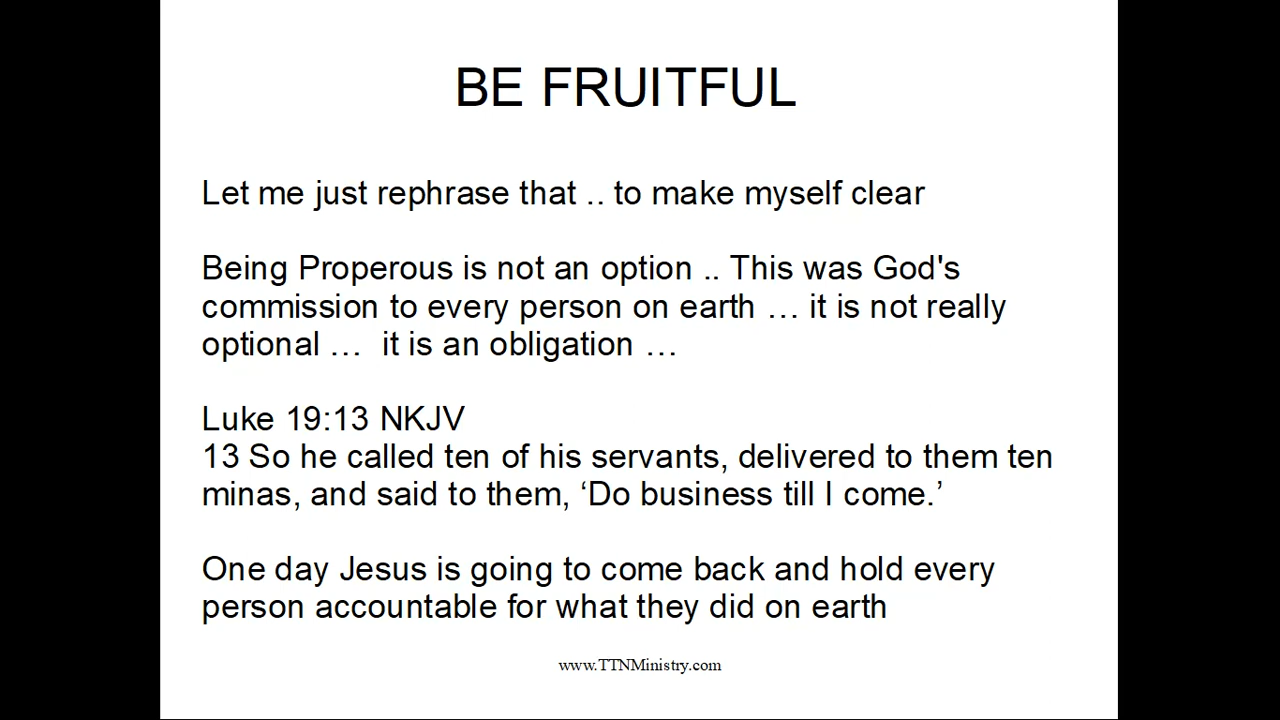 BE FRUITFUL
Let me just rephrase that .. to make myself clear
Being Properous is not an option .. This was God's
commission to every person on earth … it is not really
optional …  it is an obligation …
Luke 19:13 NKJV
13 So he called ten of his servants, delivered to them ten
minas, and said to them, ‘Do business till I come.’
One day Jesus is going to come back and hold every
person accountable for what they did on earth
www.TTNMinistry.com